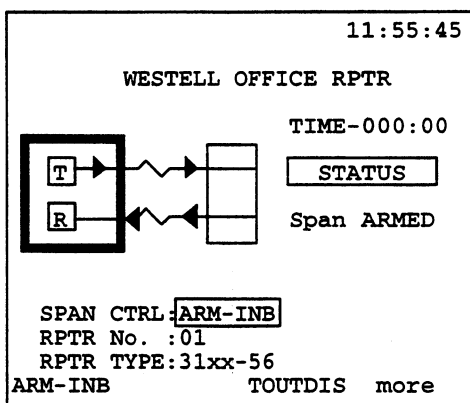 11:55:45
WESTELL OFFICE RPTR
TIME-000:00
T
STATUS
R
Span ARMED
SPAN CTRL:ARM-INB
RPTR No. :01
RPTR TYPE:31xx-56
ARM-INB TOUTDIS more